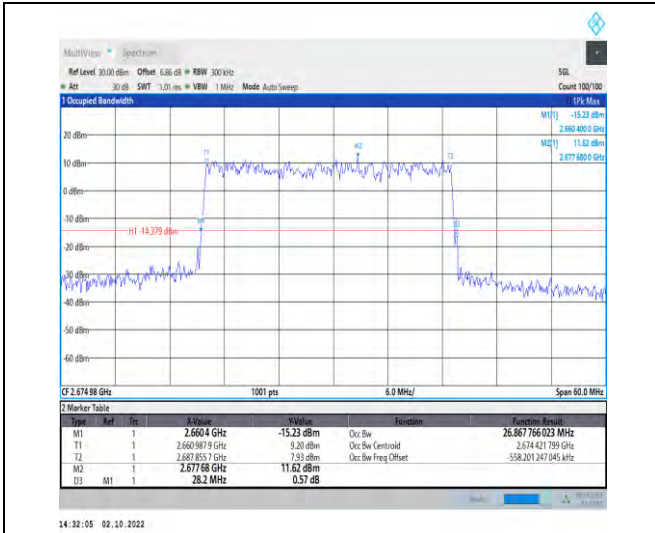 MultiView Spectrum
Ref Level 30.00 dBm Offset 6.86 dB RBW 300 kHz SGL
Att 30 dB SWT 1.01 ms VBW 1 MHz Mode Auto Sweep Count 100/100
1 Occupied Bandwidth 1Pk Max
M1[1] -15.23 dBm
2.660 400 0 GHz
M2[1] 11.62 dBm
2.677 680 0 GHz
20 dBm
10 dBm
0 dBm
-10 dBm
-20 dBm
-30 dBm
-40 dBm
-50 dBm
-60 dBm
T1
M2
T2
H1 -14.379 dBm
CF 2.674 98 GHz 1001 pts 6.0 MHz/ Span 60.0 MHz
2 Marker Table
Type Ref Trc X-Value Y-Value Function Function Result
M1 1 2.660 4 GHz -15.23 dBm Occ Bw 26.867 766 023 MHz
T1 1 2.660 987 9 GHz 9.20 dBm Occ Bw Centroid 2.674 421 799 GHz
T2 1 2.687 855 7 GHz 7.93 dBm Occ Bw Freq Offset -558.201 247 045 kHz
M2 1 2.677 68 GHz 11.62 dBm
D3 M1 1 28.2 MHz 0.57 dB
14:32:05 02.10.2022